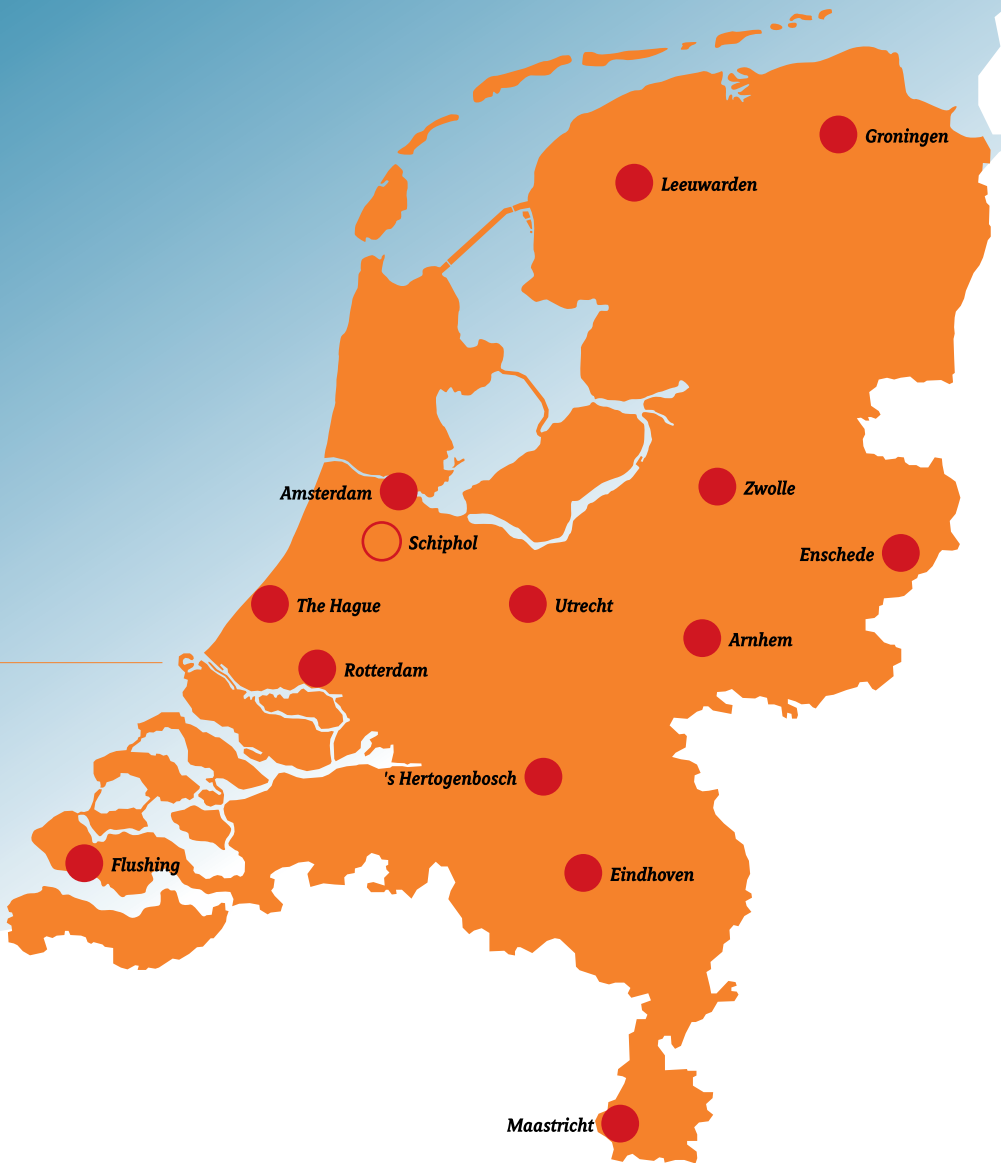 Groningen
Leeuwarden
Zwolle
Amsterdam
Schiphol
Enschede
The Hague
Utrecht
Arnhem
Rotterdam
's Hertogenbosch
Flushing
Eindhoven
Maastricht